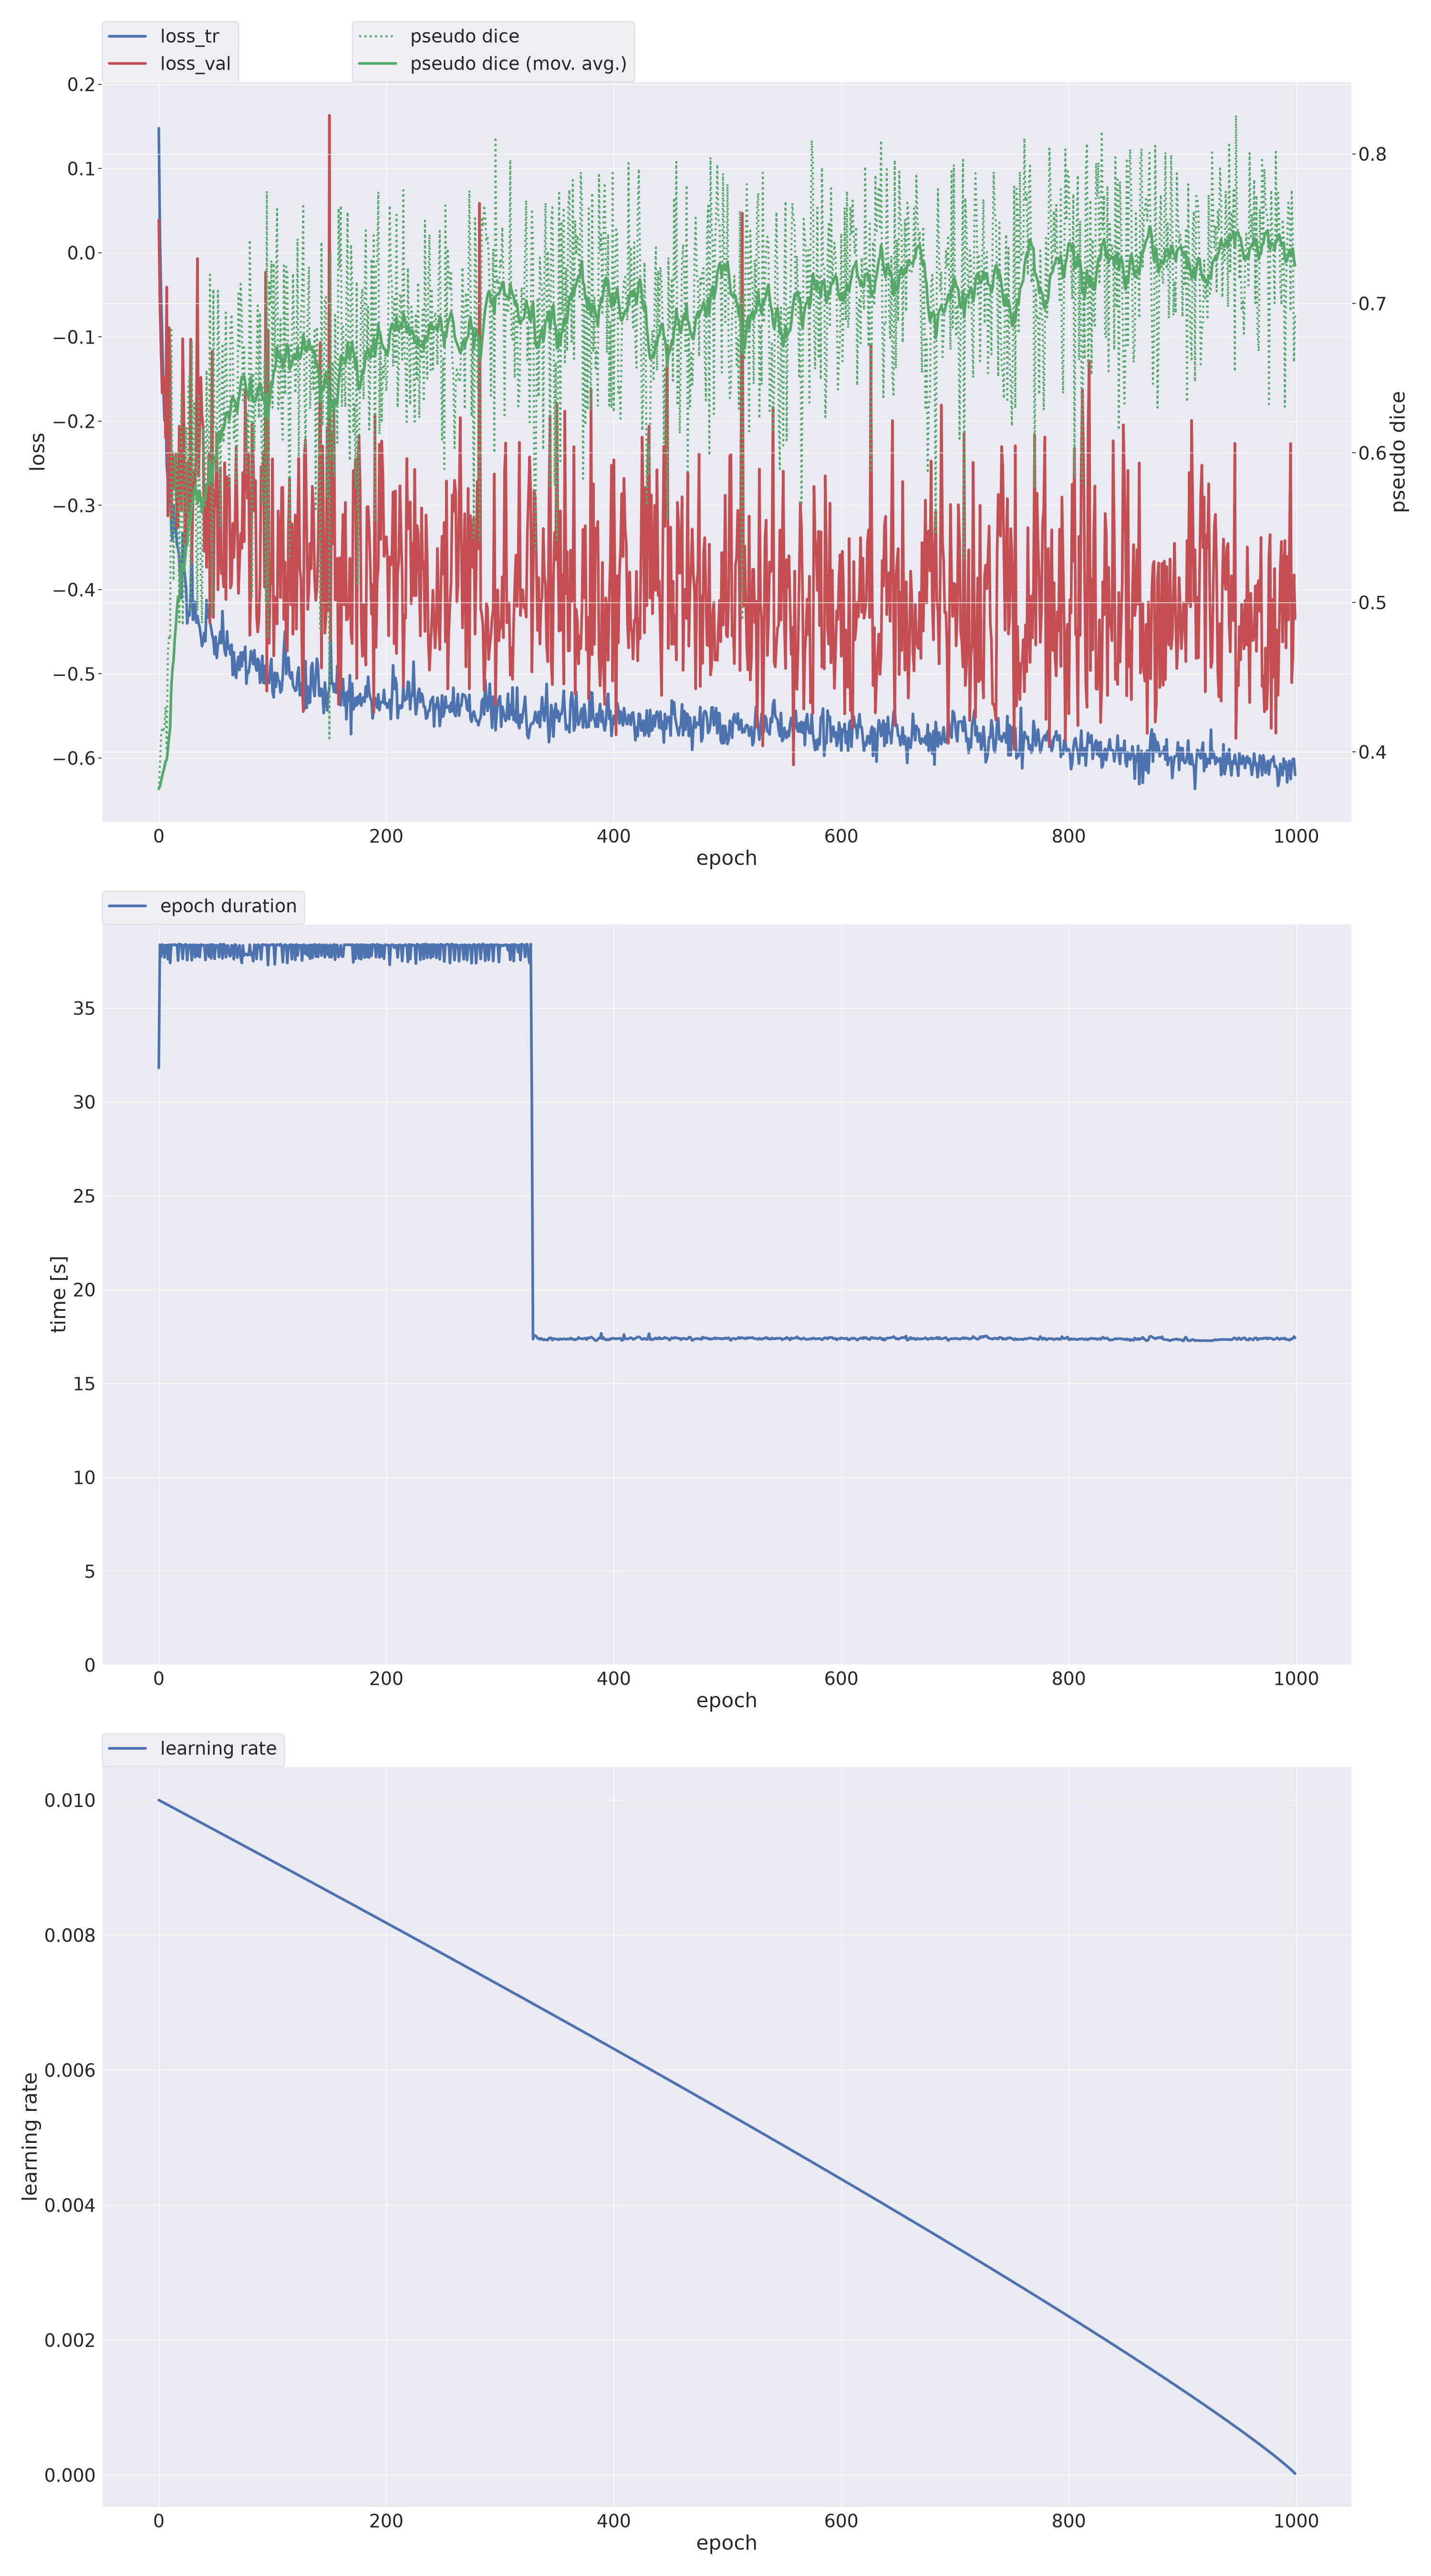 loss_tr
loss_val
pseudo dice
pseudo dice (mov. avg.)
0.2
0.1
0.0
−0.1
−0.2
−0.3
−0.4
−0.5
−0.6
loss
0.8
0.7
0.6
0.5
0.4
pseudo dice
0 200 400 600 800 1000
epoch
epoch duration
35
30
25
20
15
10
5
0
time [s]
0 200 400 600 800 1000
epoch
learning rate
0.010
0.008
0.006
0.004
0.002
0.000
learning rate
0 200 400 600 800 1000
epoch